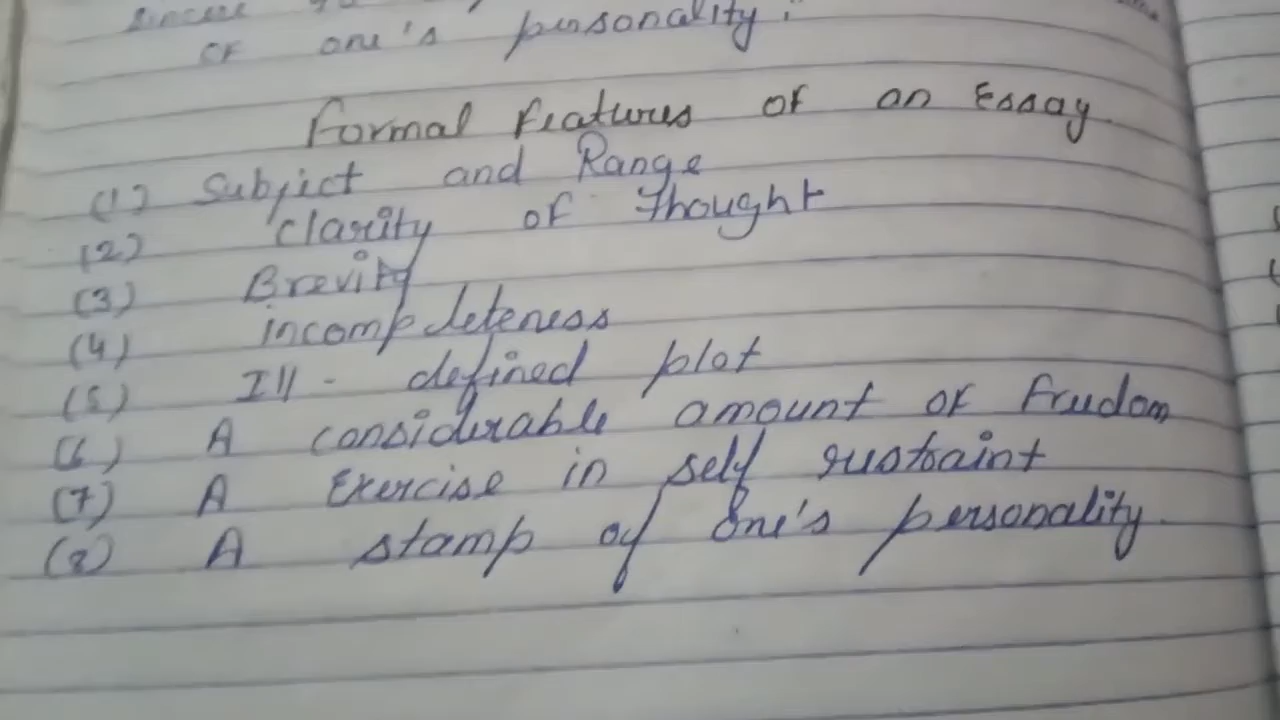 of one's personality.
Formal Features of an Essay
(1) Subject and Range
(2) Clarity of Thought
(3) Brevity
(4) incompleteness
(5) Ill-defined plot
(6) A considerable amount of Freedom
(7) A Exercise in self restraint
(8) A stamp of One's personality.